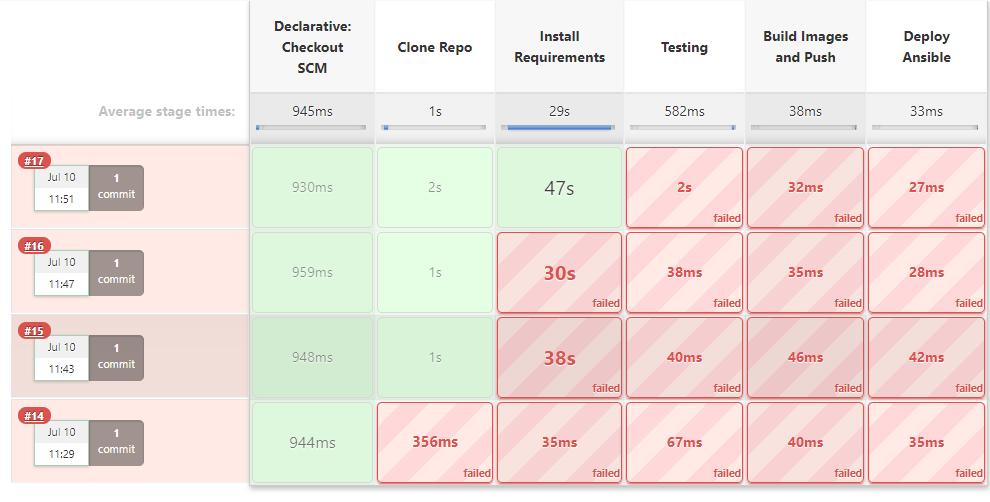 Declarative:
Checkout
SCM
Clone Repo
Install
Requirements
Testing
Build Images
and Push
Deploy
Ansible
Average stage times:
945ms
1s
29s
582ms
38ms
33ms
#17
Jul 10
11:51
1
commit
930ms
2s
47s
2s
failed
32ms
failed
27ms
failed
#16
Jul 10
11:47
1
commit
959ms
1s
30s
failed
38ms
failed
35ms
failed
28ms
failed
#15
Jul 10
11:43
1
commit
948ms
1s
38s
failed
40ms
failed
46ms
failed
42ms
failed
#14
Jul 10
11:29
1
commit
944ms
356ms
failed
35ms
failed
67ms
failed
40ms
failed
35ms
failed